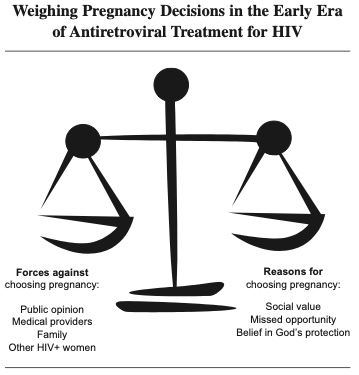 Weighing Pregnancy Decisions in the Early Era
of Antiretroviral Treatment for HIV
Forces against
choosing pregnancy:
Public opinion
Medical providers
Family
Other HIV+ women
Reasons for
choosing pregnancy:
Social value
Missed opportunity
Belief in God's protection